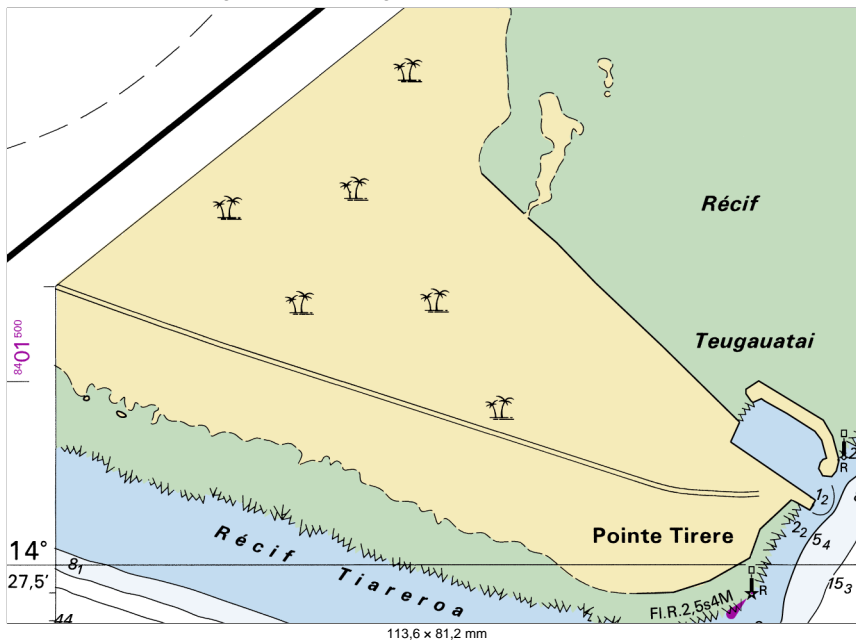 Récif
Teugauatai
8401500
2
R
12
22
54
Pointe Tirere
Récif Tiareroa
14°
27,5'
81
R
153
Fl.R.2,5s4M
44
113,6 × 81,2 mm